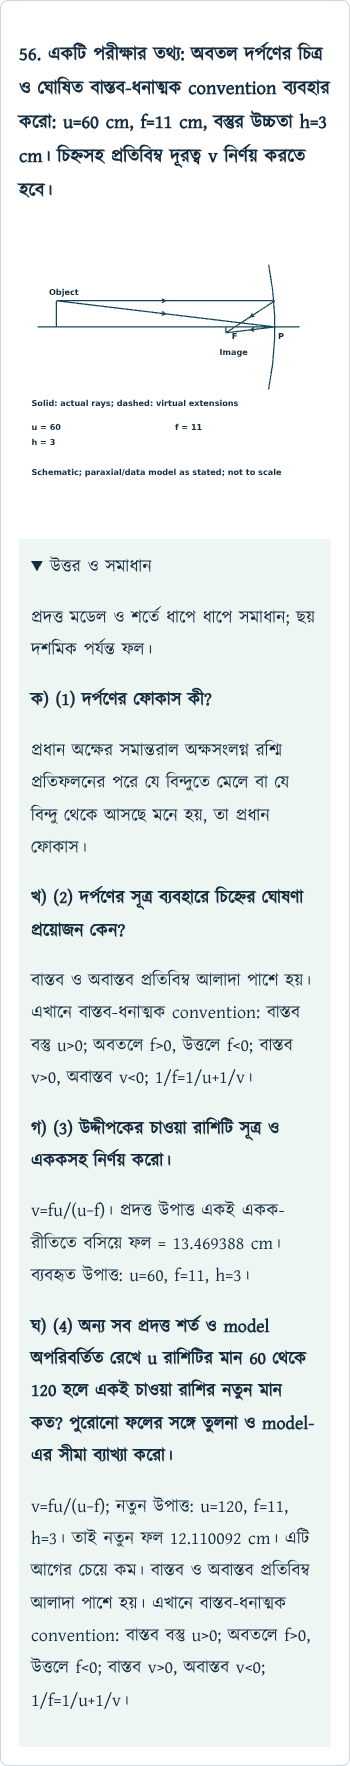 56. একটি পরীক্ষার তথ্য: অবতল দর্পণের চিত্র
ও ঘোষিত বাস্তব-ধনাত্মক convention ব্যবহার
করো: u=60 cm, f=11 cm, বস্তুর উচ্চতা h=3
cm। চিহ্নসহ প্রতিবিম্ব দূরত্ব v নির্ণয় করতে
হবে।
Object
F
P
Image
Solid: actual rays; dashed: virtual extensions
u = 60 f = 11
h = 3
Schematic; paraxial/data model as stated; not to scale
▼ উত্তর ও সমাধান
প্রদত্ত মডেল ও শর্তে ধাপে ধাপে সমাধান; ছয়
দশমিক পর্যন্ত ফল।
ক) (1) দর্পণের ফোকাস কী?
প্রধান অক্ষের সমান্তরাল অক্ষসংলগ্ন রশ্মি
প্রতিফলনের পরে যে বিন্দুতে মেলে বা যে
বিন্দু থেকে আসছে মনে হয়, তা প্রধান
ফোকাস।
খ) (2) দর্পণের সূত্র ব্যবহারে চিহ্নের ঘোষণা
প্রয়োজন কেন?
বাস্তব ও অবাস্তব প্রতিবিম্ব আলাদা পাশে হয়।
এখানে বাস্তব-ধনাত্মক convention: বাস্তব
বস্তু u>0; অবতলে f>0, উত্তলে f<0; বাস্তব
v>0, অবাস্তব v<0; 1/f=1/u+1/v।
গ) (3) উদ্দীপকের চাওয়া রাশিটি সূত্র ও
এককসহ নির্ণয় করো।
v=fu/(u−f)। প্রদত্ত উপাত্ত একই একক-
রীতিতে বসিয়ে ফল = 13.469388 cm।
ব্যবহৃত উপাত্ত: u=60, f=11, h=3।
ঘ) (4) অন্য সব প্রদত্ত শর্ত ও model
অপরিবর্তিত রেখে u রাশিটির মান 60 থেকে
120 হলে একই চাওয়া রাশির নতুন মান
কত? পুরোনো ফলের সঙ্গে তুলনা ও model-
এর সীমা ব্যাখ্যা করো।
v=fu/(u−f); নতুন উপাত্ত: u=120, f=11,
h=3। তাই নতুন ফল 12.110092 cm। এটি
আগের চেয়ে কম। বাস্তব ও অবাস্তব প্রতিবিম্ব
আলাদা পাশে হয়। এখানে বাস্তব-ধনাত্মক
convention: বাস্তব বস্তু u>0; অবতলে f>0,
উত্তলে f<0; বাস্তব v>0, অবাস্তব v<0;
1/f=1/u+1/v।